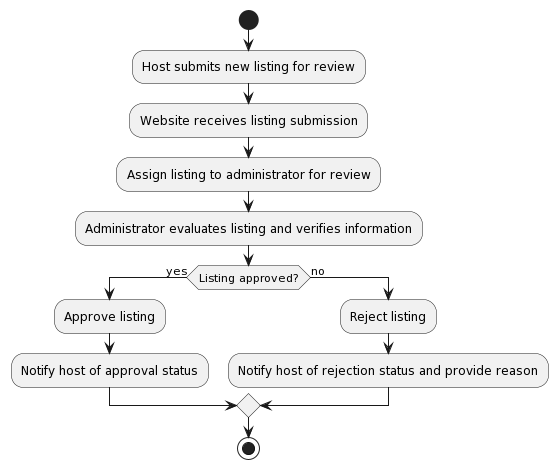 Host submits new listing for review
Website receives listing submission
Assign listing to administrator for review
Administrator evaluates listing and verifies information
yes
Listing approved?
no
Approve listing
Reject listing
Notify host of approval status
Notify host of rejection status and provide reason